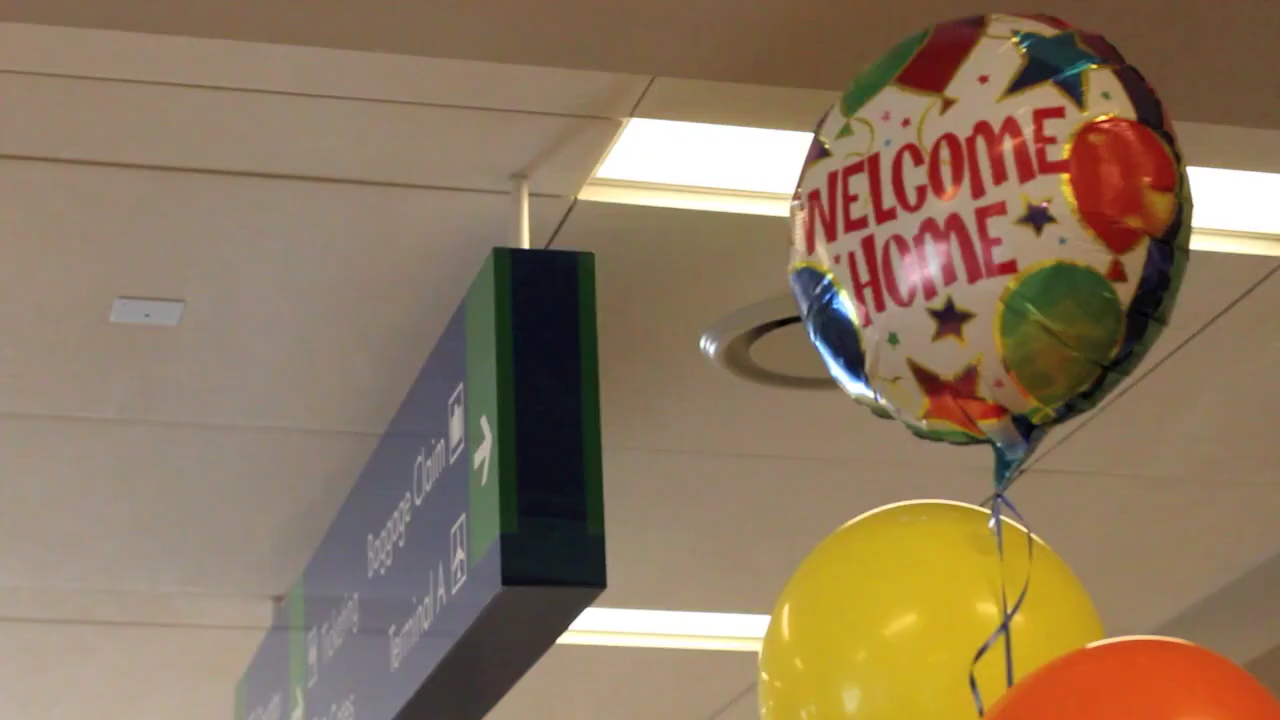 WELCOME
HOME
Baggage Claim
Terminal A
Ticketing